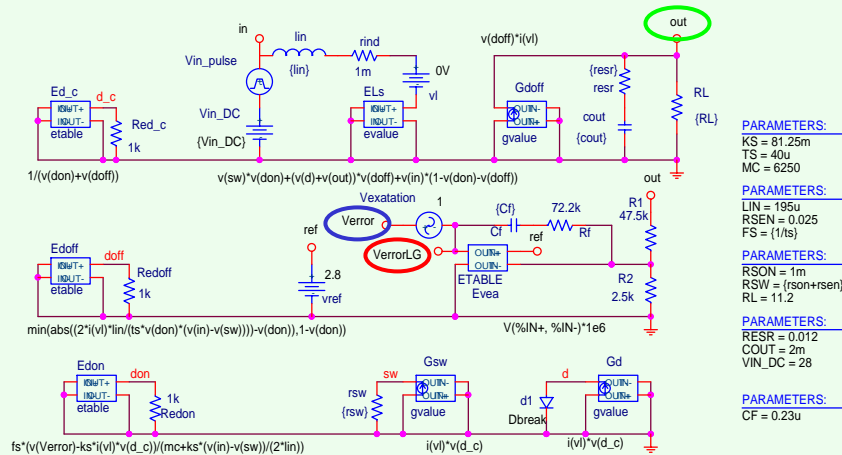 out
in
lin
rind
v(doff)*i(vl)
Vin_pulse
{lin}
1m
0V
vl
{resr}
resr
Ed_c
d_c
ELs
Gdoff
RL
{RL}
IN+
OUT+
IN-
OUT-
etable
Red_c
1k
Vin_DC
{Vin_DC}
evalue
gvalue
cout
{cout}
1/(v(don)+v(doff))
v(sw)*v(don)+(v(d)+v(out))*v(doff)+v(in)*(1-v(don)-v(doff))
PARAMETERS:
KS = 81.25m
TS = 40u
MC = 6250
PARAMETERS:
LIN = 195u
RSEN = 0.025
FS = {1/ts}
PARAMETERS:
RSON = 1m
RSW = {rson+rsen}
RL = 11.2
PARAMETERS:
RESR = 0.012
COUT = 2m
VIN_DC = 28
PARAMETERS:
CF = 0.23u
Vexatation
1
{Cf}
72.2k
out
R1
47.5k
Verror
Cf
Rf
ref
VerrorLG
ref
Edoff
doff
Redoff
1k
etable
2.8
vref
OUT+
OUT-
ETABLE
Evea
R2
2.5k
min(abs((2*i(vl)*lin/(ts*v(don)*(v(in)-v(sw))))-v(don)),1-v(don))
V(%IN+, %IN-)*1e6
Edon
don
etable
1k
Redon
sw
Gsw
rsw
{rsw}
gvalue
d
Gd
d1
Dbreak
gvalue
fs*(v(Verror)-ks*i(vl)*v(d_c))/(mc+ks*(v(in)-v(sw))/(2*lin))
i(vl)*v(d_c)
i(vl)*v(d_c)